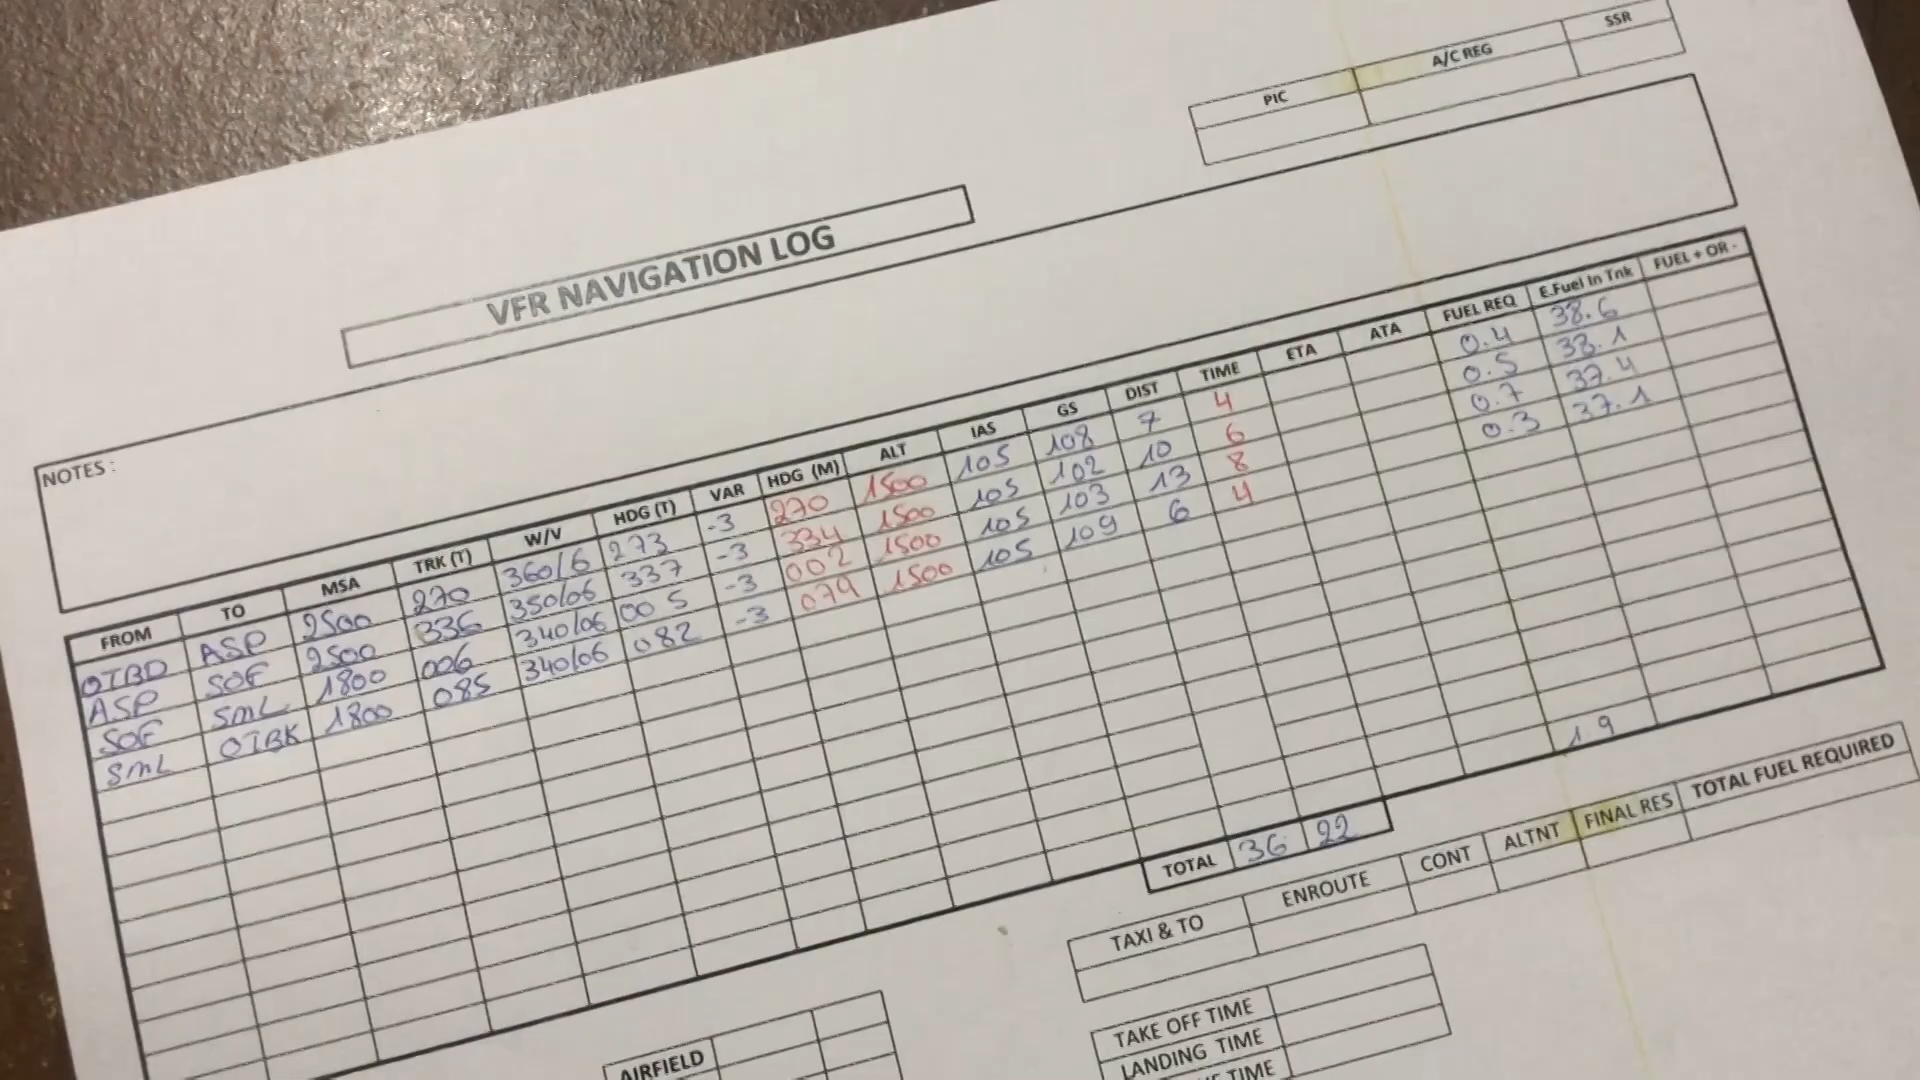 SSR
A/C REG
PIC
VFR NAVIGATION LOG
NOTES :
FROM TO MSA TRK (T) W/V HDG (T) VAR HDG (M) ALT IAS GS DIST TIME ETA ATA FUEL REQ E.Fuel In Tnk FUEL + OR -
OTBD ASP 2500 270 360/6 273 -3 270 1500 105 108 7 4 0.4 38.6
ASP SOF 2500 336 350/06 337 -3 334 1500 105 102 10 6 0.5 38.1
SOF SML 1800 006 340/06 005 -3 002 1500 105 103 13 8 0.7 37.4
SML OTBK 1800 085 340/06 082 -3 079 1500 105 109 6 4 0.3 37.1
1.9
TOTAL 36 22
TAXI & TO ENROUTE CONT ALTNT FINAL RES TOTAL FUEL REQUIRED
TAKE OFF TIME
LANDING TIME
TIME
AIRFIELD